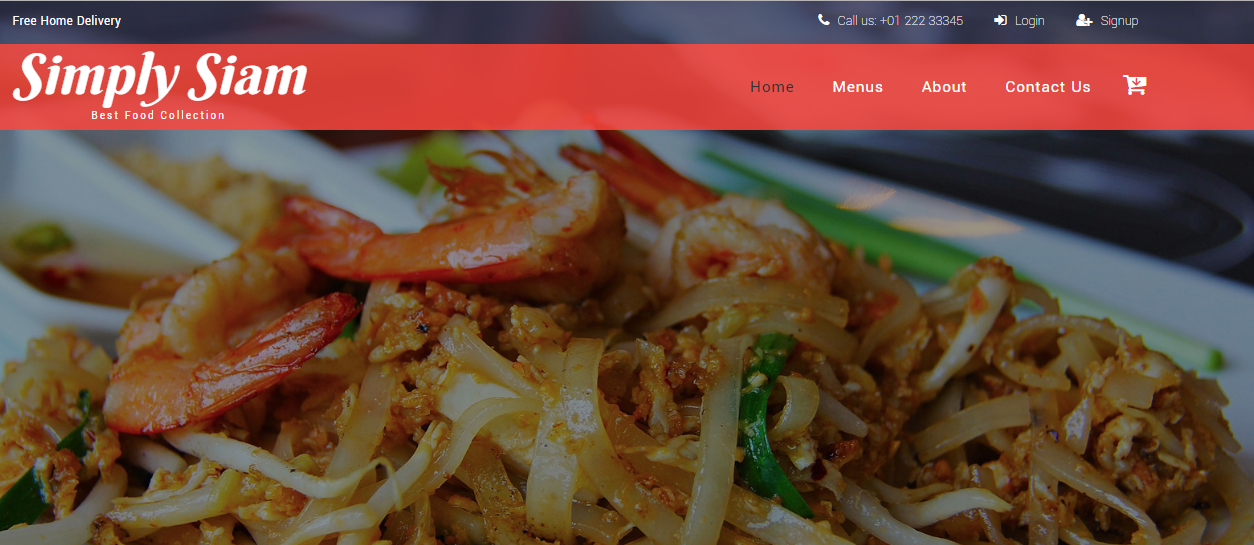 Free Home Delivery
Call us: +01 222 33345
Login
Signup
Simply Siam
Best Food Collection
Home
Menus
About
Contact Us